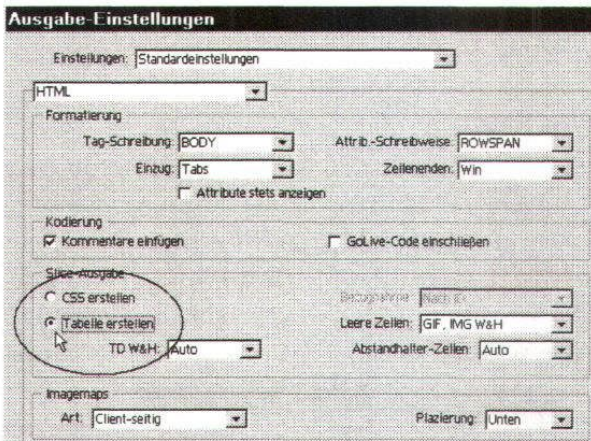 Ausgabe-Einstellungen
Einstellungen: Standardeinstellungen
HTML
Formatierung
Tag-Schreibung: BODY
Attrib.-Schreibweise: ROWSPAN
Einzug: Tabs
Zeilenenden: Win
Attribute stets anzeigen
Kodierung
Kommentare einfügen
GoLive-Code einschließen
Slice-Ausgabe
CSS erstellen
Nach ID
Tabelle erstellen
Leere Zellen: GIF, IMG W&H
TD W&H: Auto
Abstandhalter-Zellen: Auto
Imagemaps
Art: Client-seitig
Plazierung: Unten